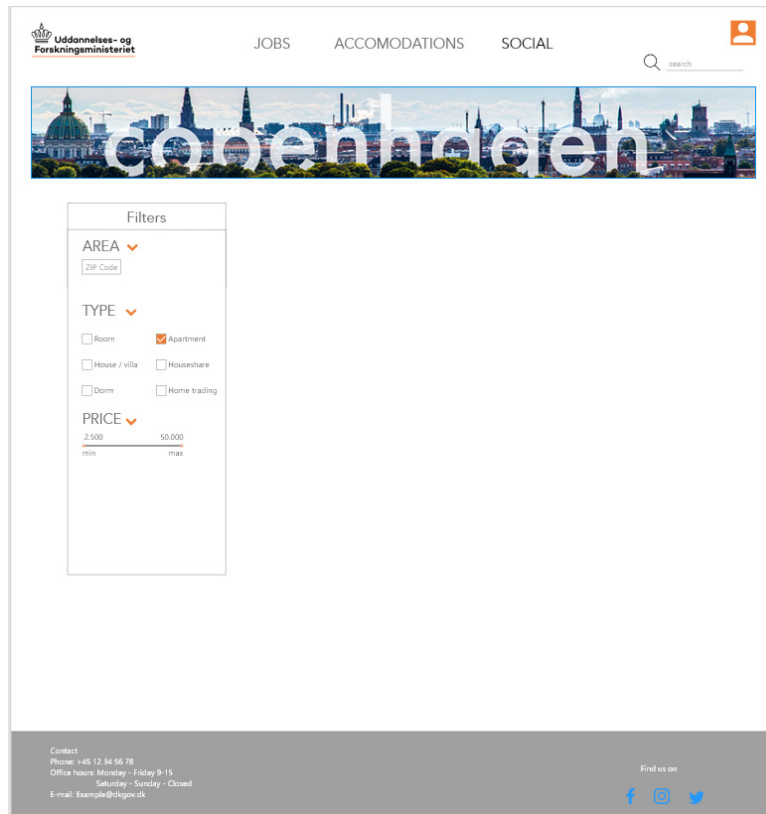 Uddannelses- og
Forskningsministeriet
JOBS ACCOMODATIONS SOCIAL
search
copenhagen
Filters
AREA
ZIP Code
TYPE
Room Apartment
House / villa Houseshare
Dorm Home trading
PRICE
2.500 50.000
min max
Contact
Phone: +45 12 34 56 78
Office hours: Monday - Friday 9-15
Saturday - Sunday - Closed
E-mail: Example@dkgov.dk
Find us on